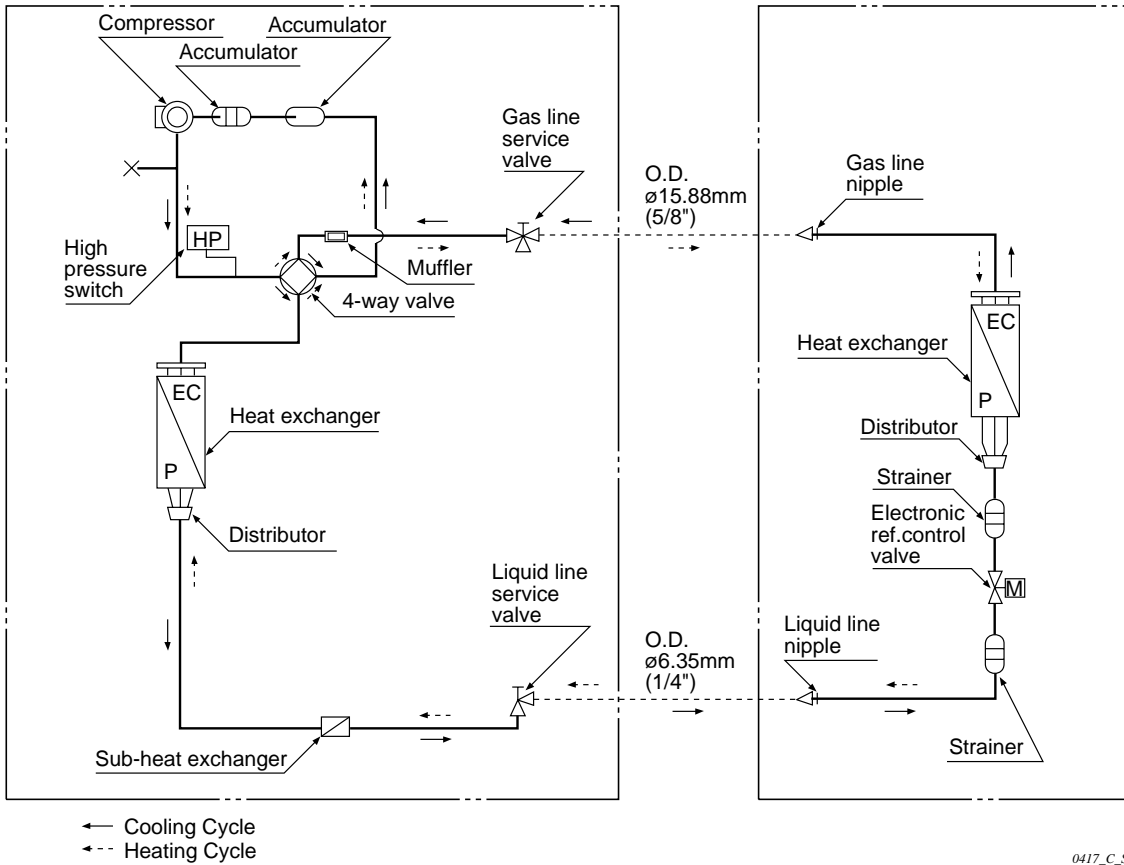 Compressor
Accumulator
Accumulator
Gas line
service
valve
O.D.
ø15.88mm
(5/8")
Gas line
nipple
HP
High
pressure
switch
Muffler
4-way valve
EC
Heat exchanger
P
EC
Heat exchanger
P
Distributor
Distributor
Strainer
Electronic
ref.control
valve
M
Liquid line
service
valve
O.D.
ø6.35mm
(1/4")
Liquid line
nipple
Sub-heat exchanger
Strainer
Cooling Cycle
Heating Cycle